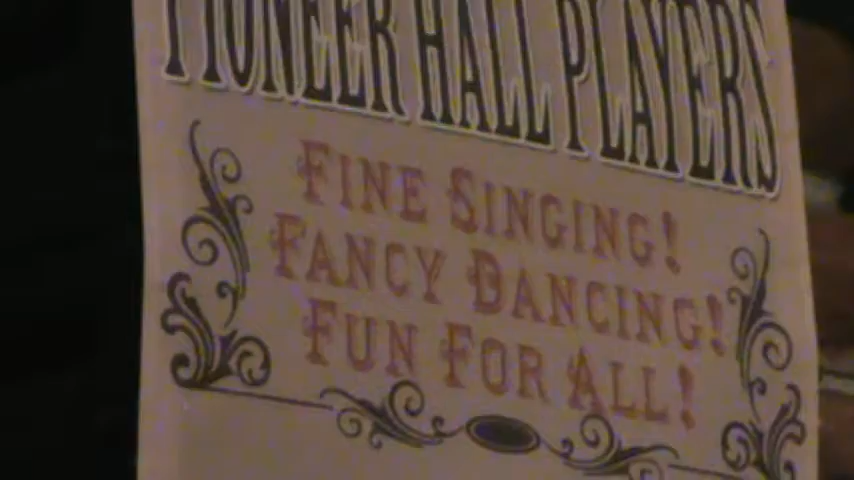 PIONEER HALL PLAYERS
FINE SINGING!
FANCY DANCING!
FUN FOR ALL!